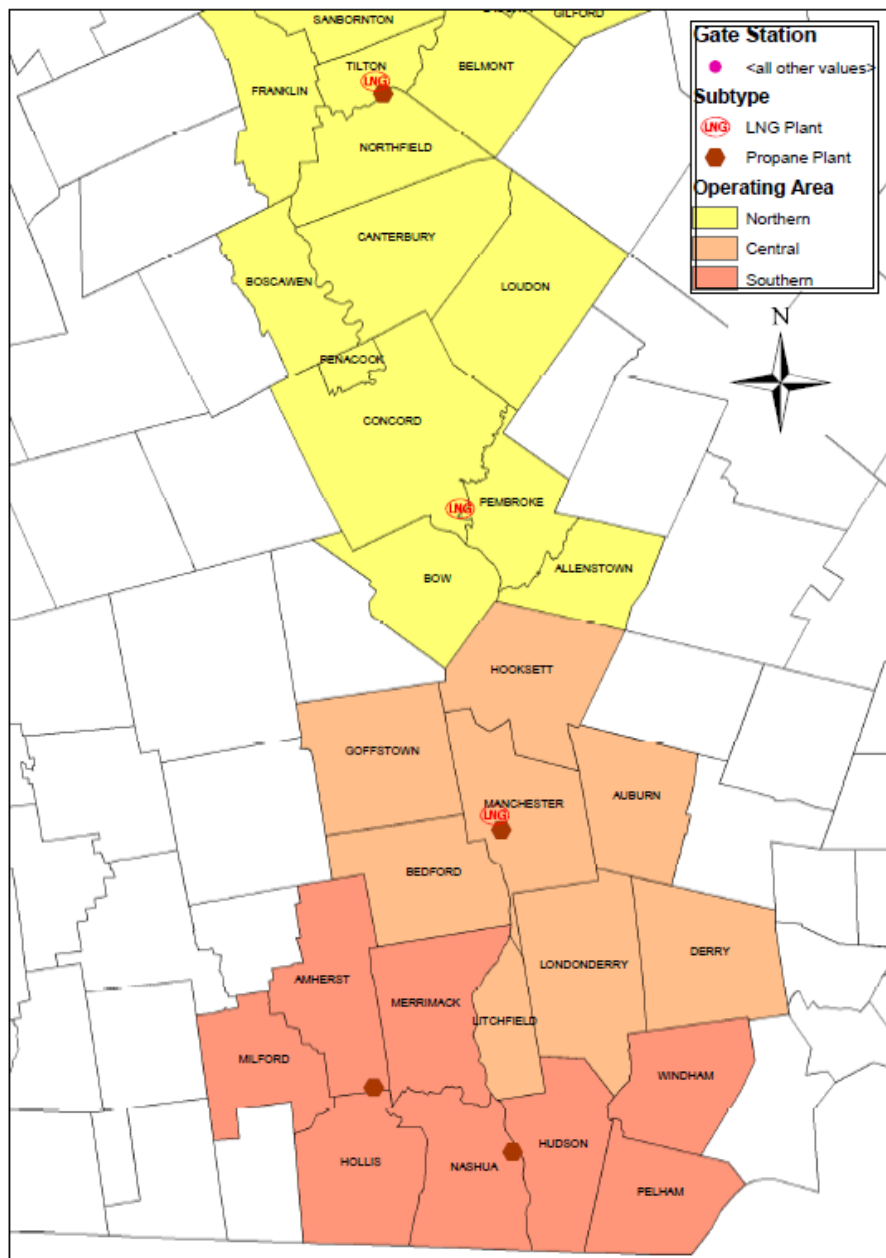 SANBORNTON
GILFORD
TILTON
LNG
BELMONT
FRANKLIN
NORTHFIELD
Gate Station
<all other values>
Subtype
LNG LNG Plant
Propane Plant
Operating Area
Northern
Central
Southern
N
CANTERBURY
BOSCAWEN
LOUDON
PENACOOK
CONCORD
LNG
PEMBROKE
BOW
ALLENSTOWN
HOOKSETT
GOFFSTOWN
MANCHESTER
LNG
AUBURN
BEDFORD
DERRY
LONDONDERRY
AMHERST
MERRIMACK
LITCHFIELD
MILFORD
WINDHAM
HUDSON
HOLLIS
NASHUA
PELHAM